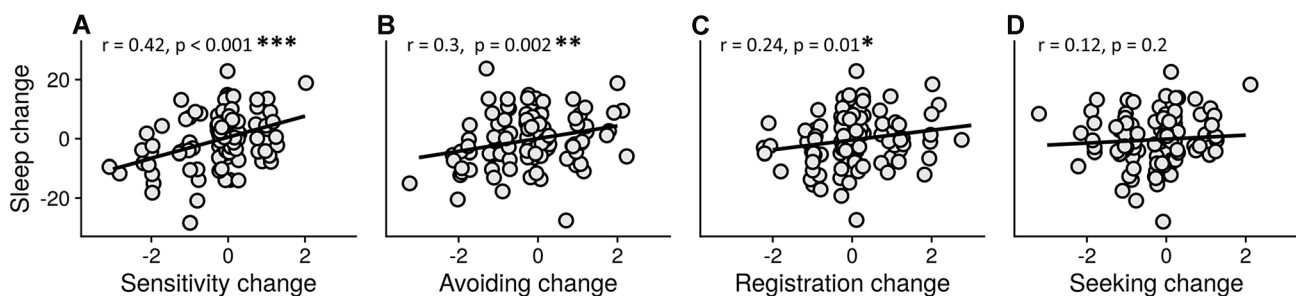 A B C D
r = 0.42, p < 0.001 *** r = 0.3, p = 0.002 ** r = 0.24, p = 0.01* r = 0.12, p = 0.2
Sleep change
20
0
-20
-2 0 2 -2 0 2 -2 0 2 -2 0 2
Sensitivity change Avoiding change Registration change Seeking change